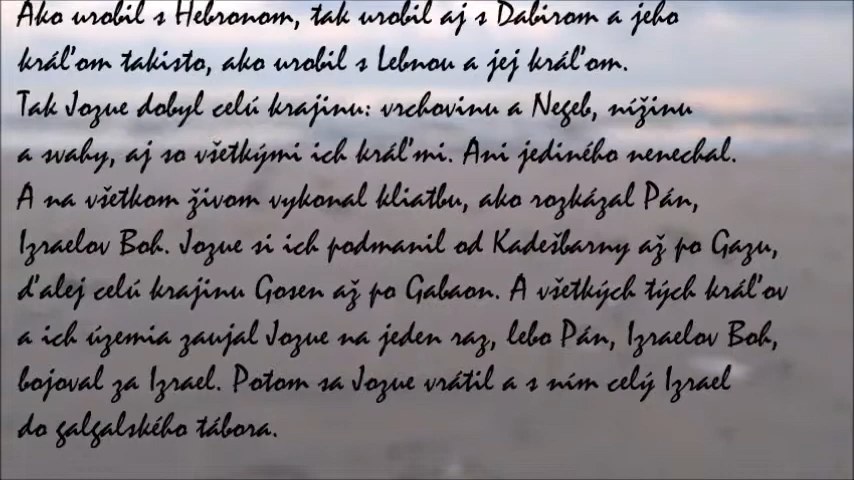 Ako urobil s Hebronom, tak urobil aj s Dabirom a jeho
kráľom takisto, ako urobil s Lebnou a jej kráľom.
Tak Jozue dobyl celú krajinu: vrchovinu a Negeb, nížinu
a svahy, aj so všetkými ich kráľmi. Ani jediného nenechal.
A na všetkom živom vykonal kliatbu, ako rozkázal Pán,
Izraelov Boh. Jozue si ich podmanil od Kadešbarny až po Gazu,
ďalej celú krajinu Gosen až po Gabaon. A všetkých tých kráľov
a ich územia zaujal Jozue na jeden raz, lebo Pán, Izraelov Boh,
bojoval za Izrael. Potom sa Jozue vrátil a s ním celý Izrael
do galgalského tábora.